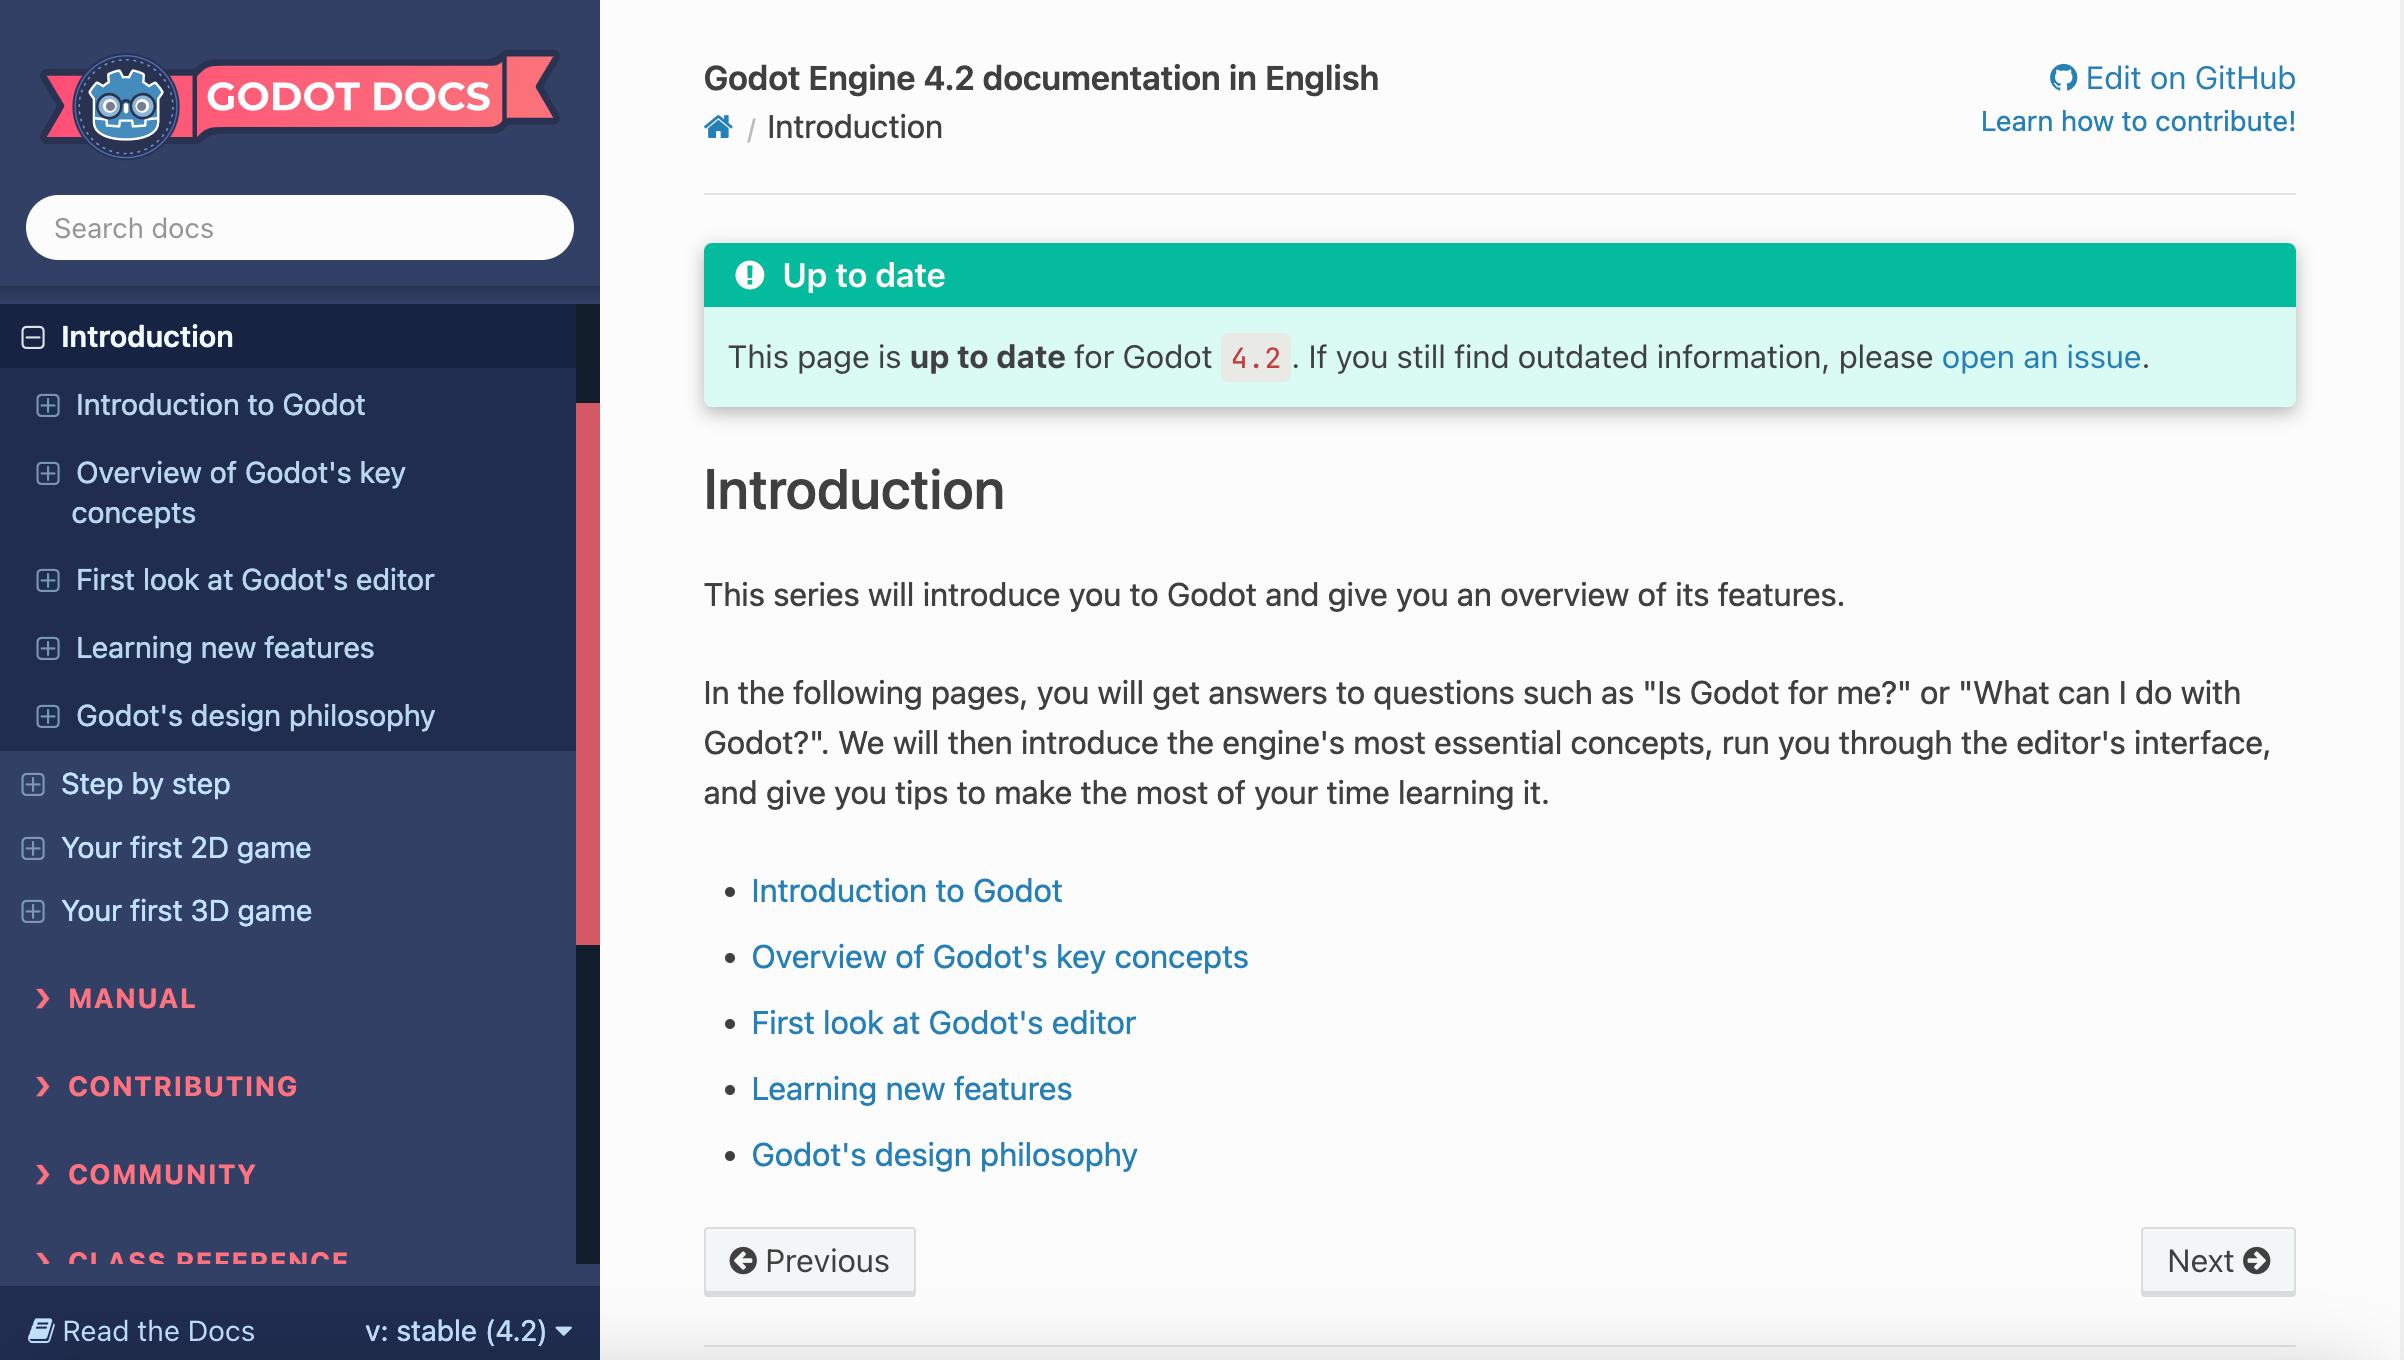 GODOT DOCS
Search docs
Introduction
Introduction to Godot
Overview of Godot's key
concepts
First look at Godot's editor
Learning new features
Godot's design philosophy
Step by step
Your first 2D game
Your first 3D game
MANUAL
CONTRIBUTING
COMMUNITY
CLASS REFERENCE
Read the Docs
v: stable (4.2)
Godot Engine 4.2 documentation in English
/ Introduction
Edit on GitHub
Learn how to contribute!
Up to date
This page is up to date for Godot 4.2. If you still find outdated information, please open an issue.
Introduction
This series will introduce you to Godot and give you an overview of its features.
In the following pages, you will get answers to questions such as "Is Godot for me?" or "What can I do with
Godot?". We will then introduce the engine's most essential concepts, run you through the editor's interface,
and give you tips to make the most of your time learning it.
• Introduction to Godot
• Overview of Godot's key concepts
• First look at Godot's editor
• Learning new features
• Godot's design philosophy
Previous
Next